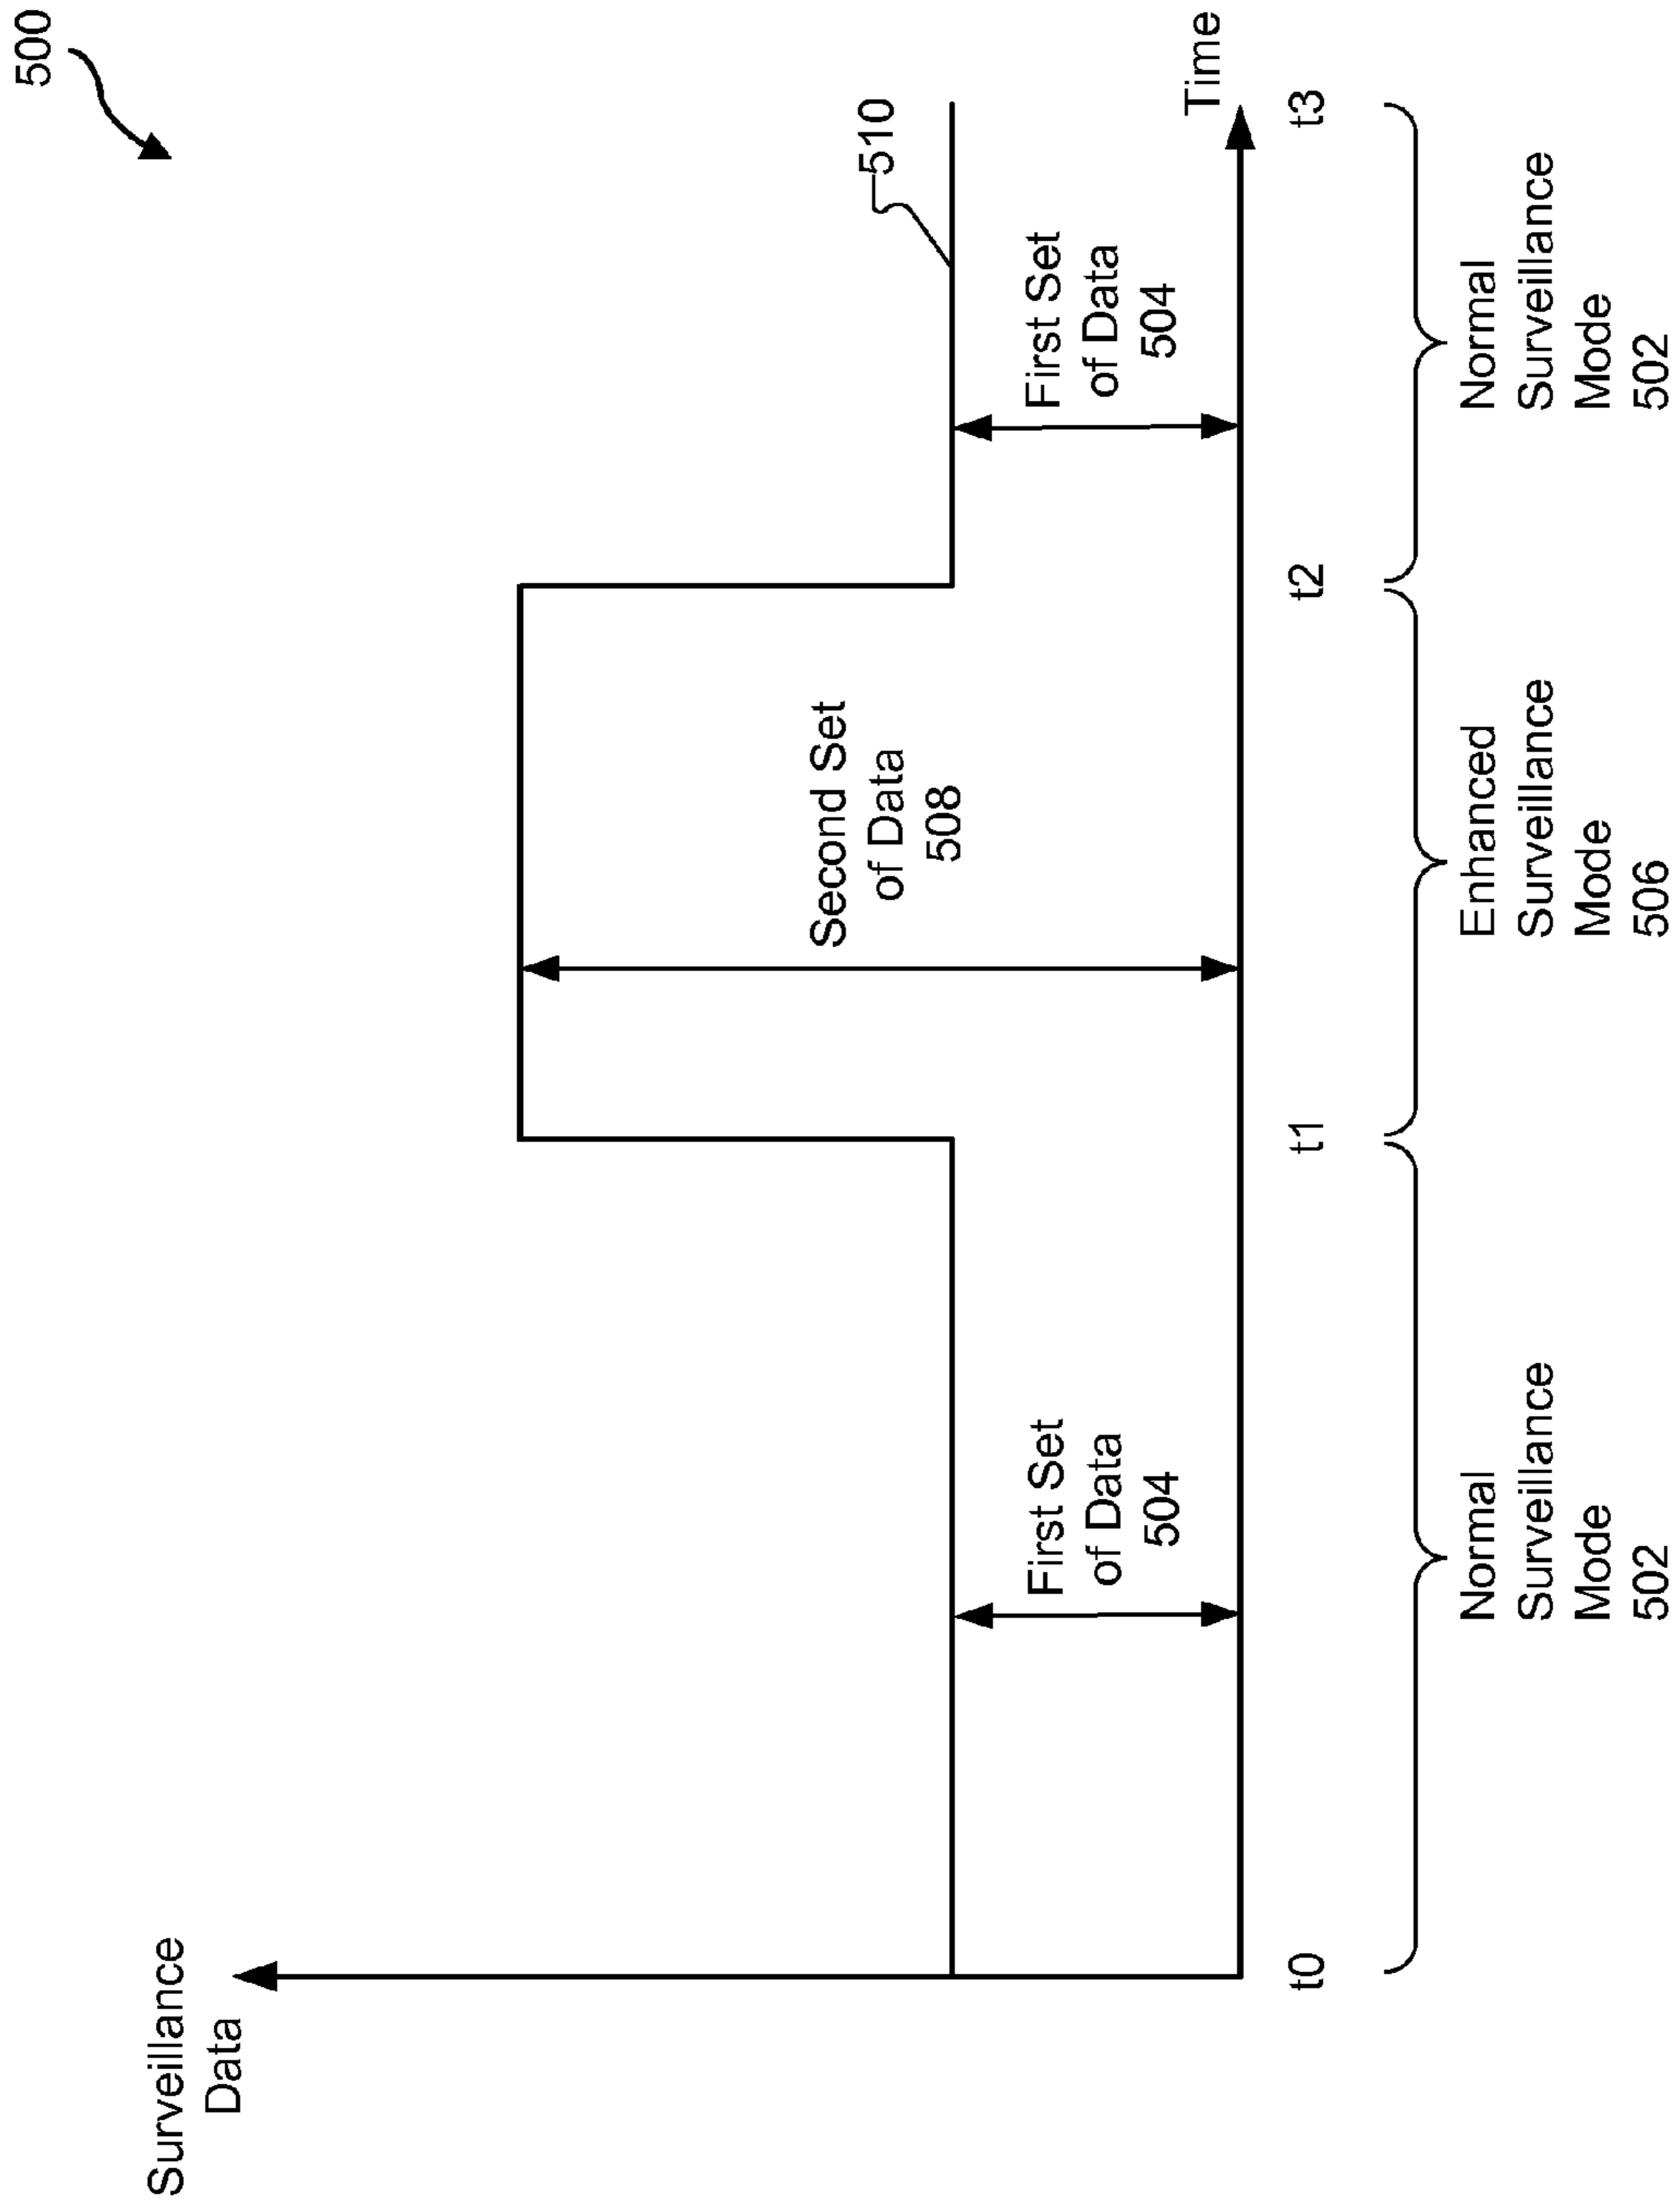 500
Surveillance
Data
510
Second Set
of Data
508
First Set
of Data
504
First Set
of Data
504
Time
t0
t1
t2
t3
Normal
Surveillance
Mode
502
Enhanced
Surveillance
Mode
506
Normal
Surveillance
Mode
502